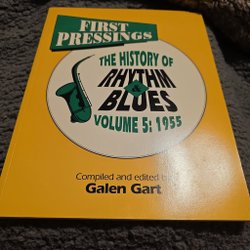 FIRST
PRESSINGS
THE HISTORY OF
RHYTHM
&
BLUES
VOLUME 5: 1955
Compiled and edited by
Galen Gart